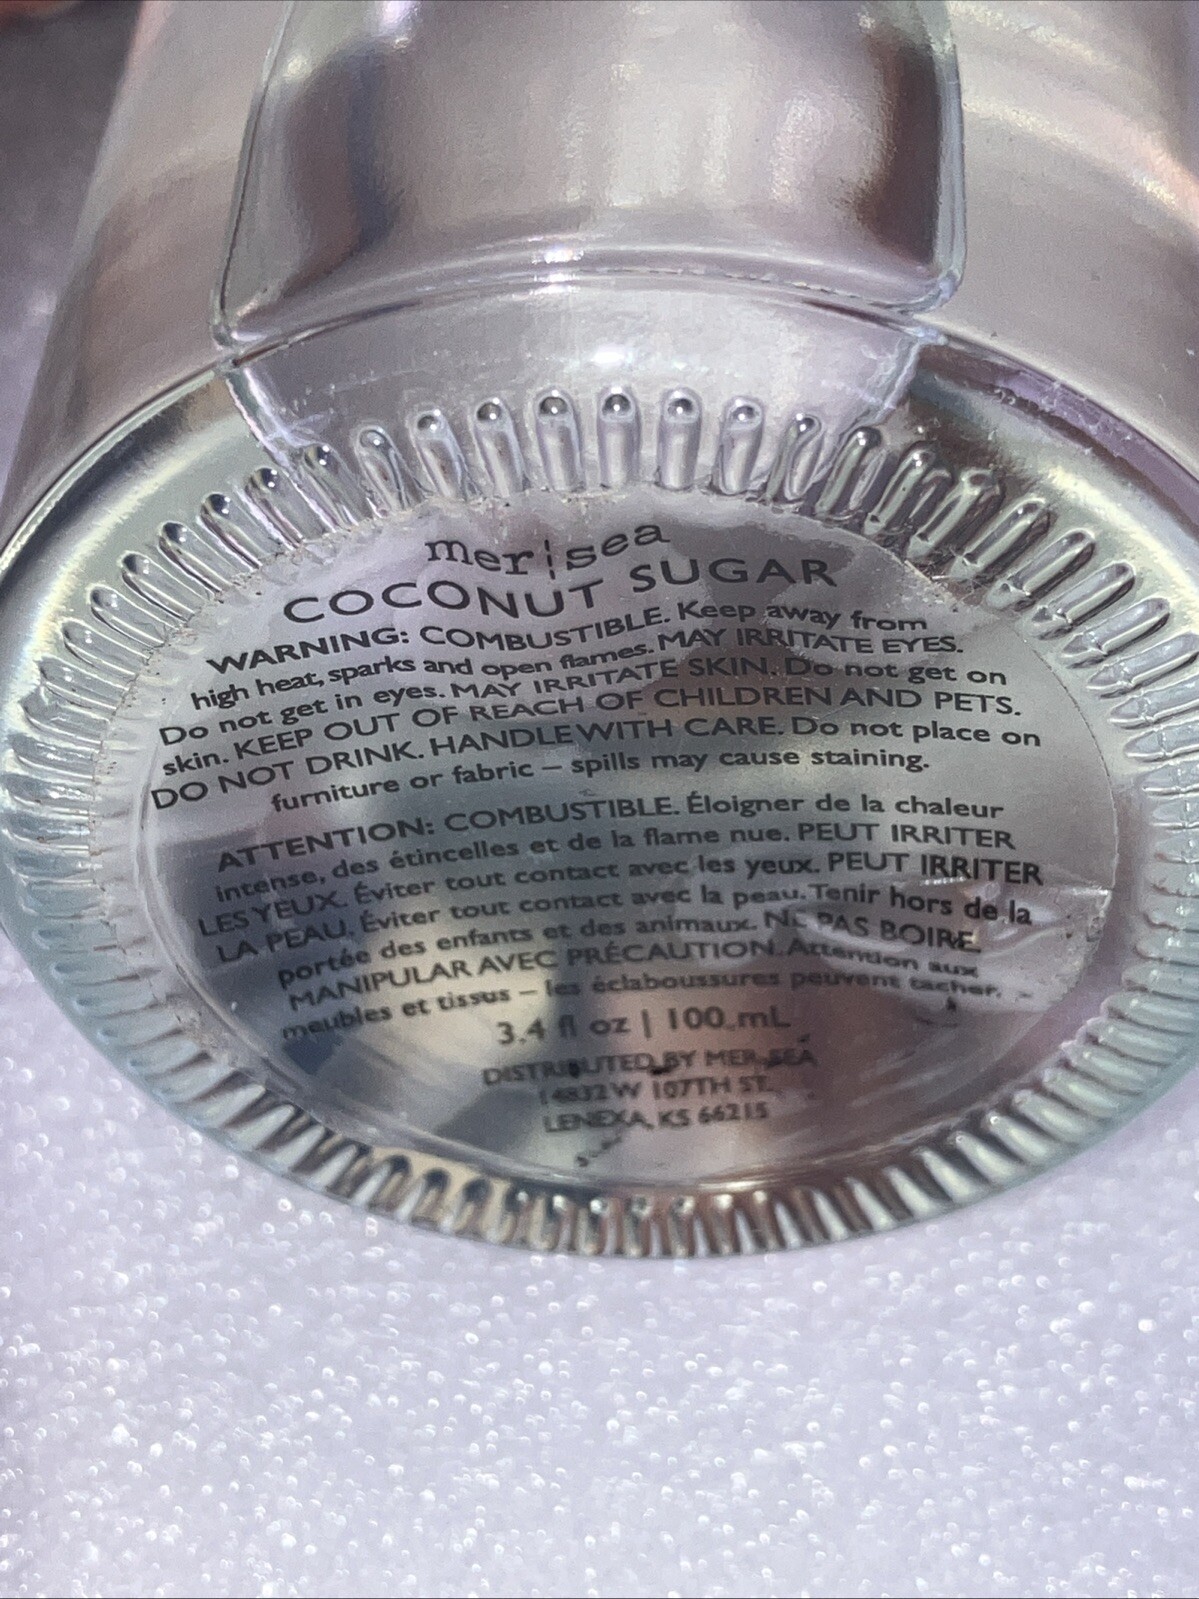 mer¦sea
COCONUT SUGAR
WARNING: COMBUSTIBLE. Keep away from
high heat, sparks and open flames. MAY IRRITATE EYES.
Do not get in eyes. MAY IRRITATE SKIN. Do not get on
skin. KEEP OUT OF REACH OF CHILDREN AND PETS.
DO NOT DRINK. HANDLE WITH CARE. Do not place on
furniture or fabric – spills may cause staining.
ATTENTION: COMBUSTIBLE. Éloigner de la chaleur
intense, des étincelles et de la flame nue. PEUT IRRITER
LES YEUX. Éviter tout contact avec les yeux. PEUT IRRITER
LA PEAU. Éviter tout contact avec la peau. Tenir hors de la
portée des enfants et des animaux. NE PAS BOIRE.
MANIPULAR AVEC PRÉCAUTION. Attention aux
meubles et tissus – les éclaboussures peuvent tacher.
3.4 fl oz | 100 mL
DISTRIBUTED BY MER-SEA
14832 W 107TH ST.
LENEXA, KS 66215